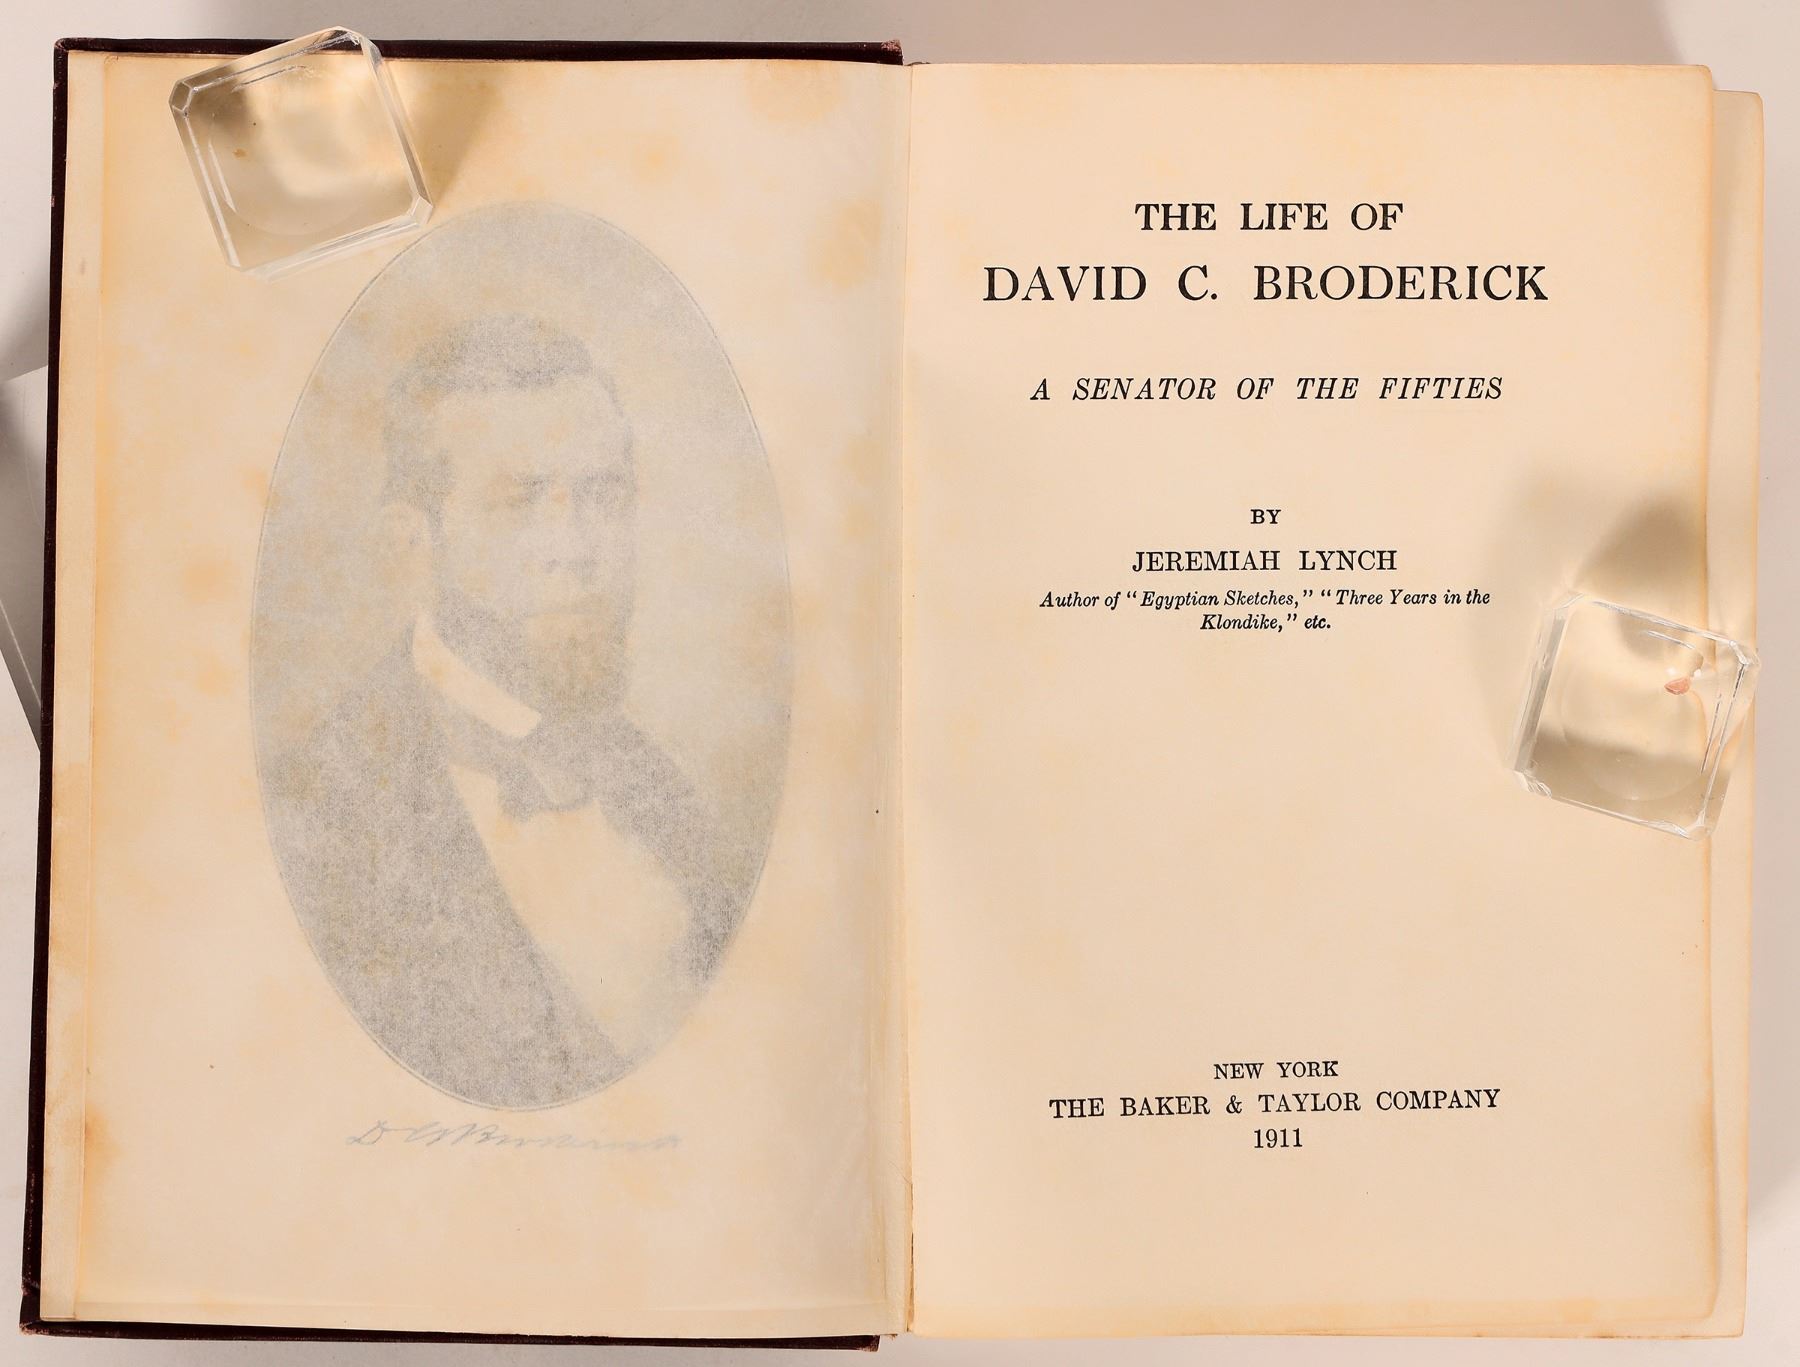 D C Broderick
THE LIFE OF
DAVID C. BRODERICK
A SENATOR OF THE FIFTIES
BY
JEREMIAH LYNCH
Author of "Egyptian Sketches," "Three Years in the
Klondike," etc.
NEW YORK
THE BAKER & TAYLOR COMPANY
1911